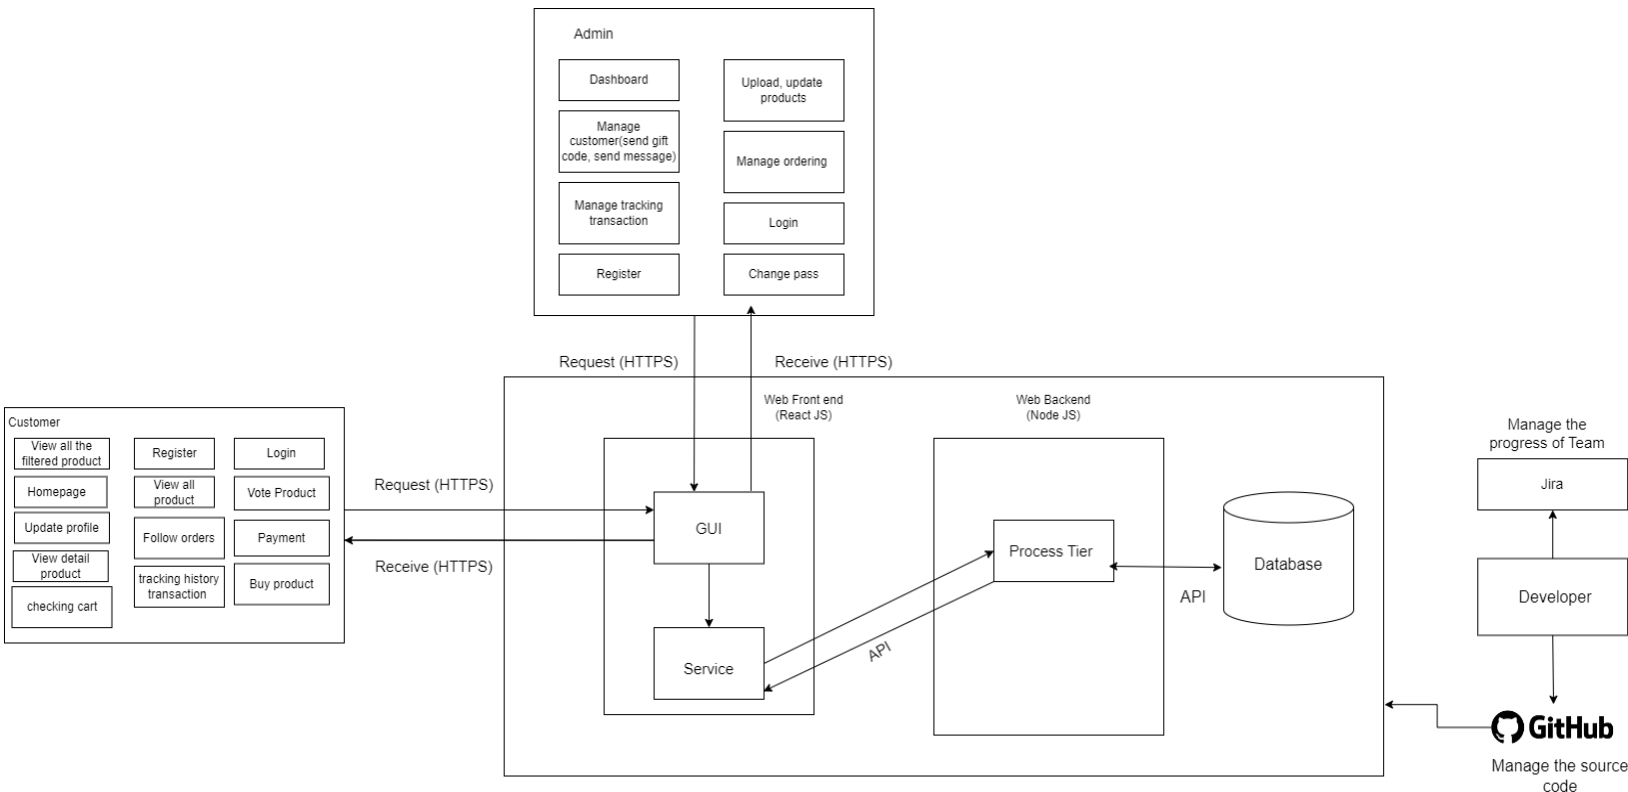 Admin
Dashboard
Upload, update
products
Manage
customer(send gift
code, send message)
Manage ordering
Manage tracking
transaction
Login
Register
Change pass
Request (HTTPS)
Receive (HTTPS)
Customer
View all the
filtered product
Register
Login
Homepage
View all
product
Vote Product
Update profile
Follow orders
Payment
View detail
product
tracking history
transaction
Buy product
checking cart
Request (HTTPS)
Receive (HTTPS)
Web Front end
(React JS)
Web Backend
(Node JS)
GUI
Service
API
Process Tier
API
Database
Manage the
progress of Team
Jira
Developer
GitHub
Manage the source
code